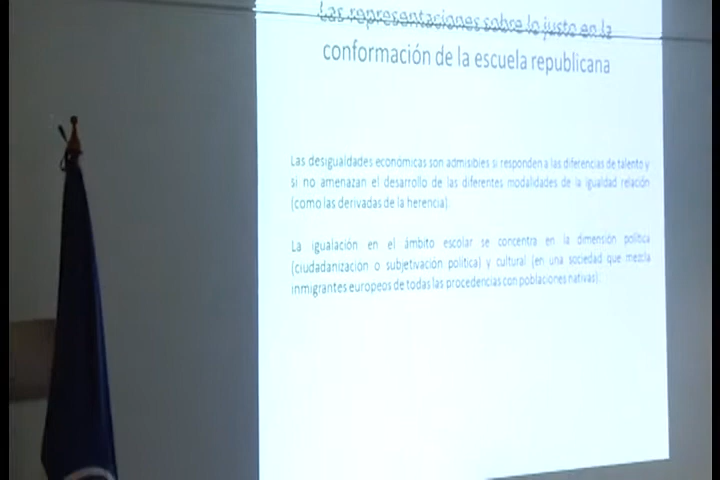 Las representaciones sobre lo justo en la
conformación de la escuela republicana
Las desigualdades económicas son admisibles si responden a las diferencias de talento y
si no amenazan el desarrollo de las diferentes modalidades de la igualdad relación
(como las derivadas de la herencia).
La igualación en el ámbito escolar se concentra en la dimensión política
(ciudadanización o subjetivación política) y cultural (en una sociedad que mezcla
inmigrantes europeos de todas las procedencias con poblaciones nativas).